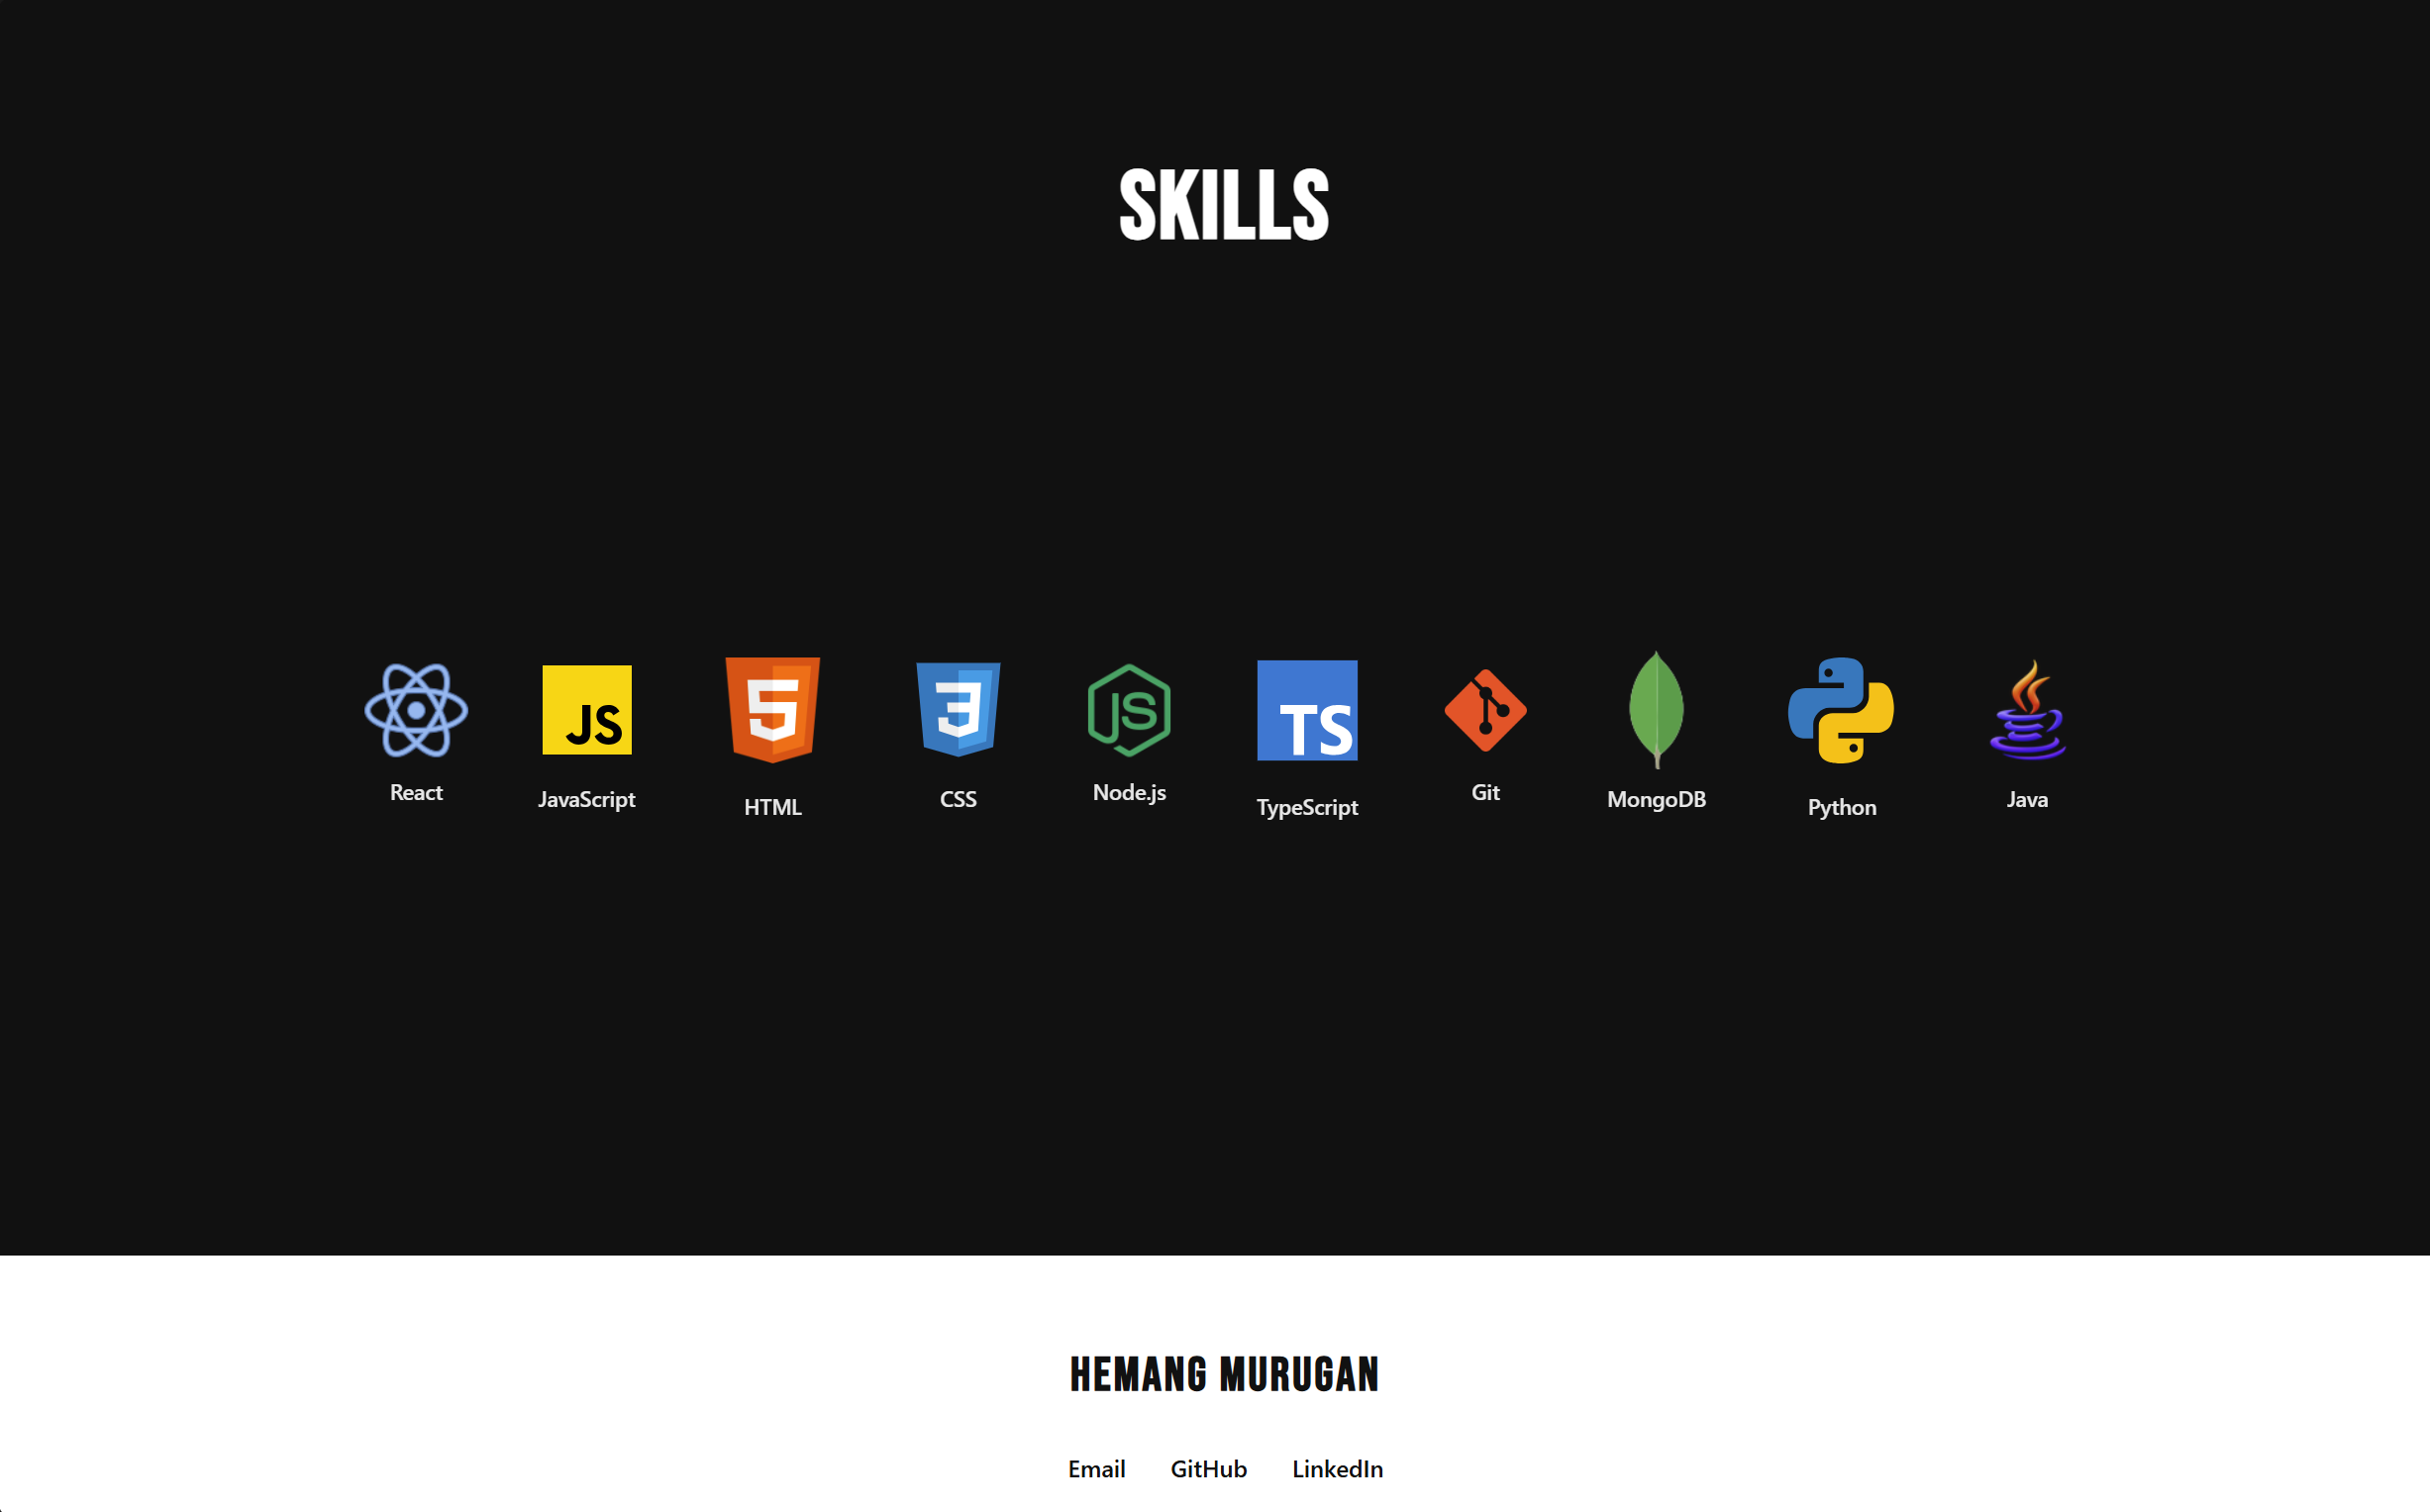 SKILLS
JS
5
3
JS
TS
React
JavaScript
HTML
CSS
Node.js
TypeScript
Git
MongoDB
Python
Java
HEMANG MURUGAN
Email GitHub LinkedIn